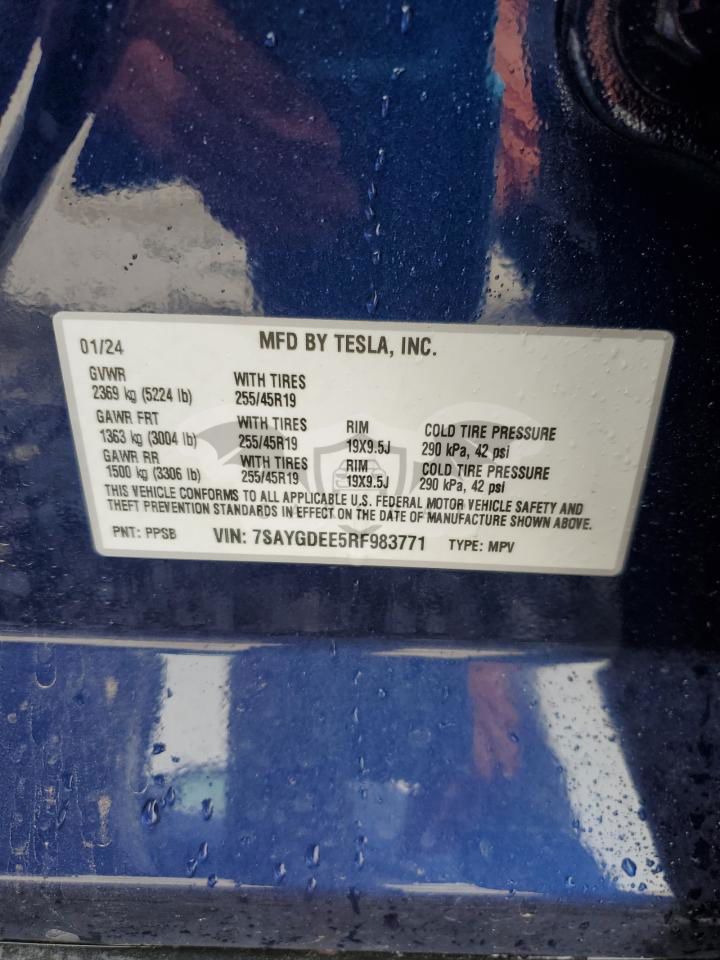 01/24 MFD BY TESLA, INC.
GVWR
2369 kg (5224 lb) WITH TIRES
255/45R19
GAWR FRT
1363 kg (3004 lb) WITH TIRES
255/45R19 RIM
19X9.5J COLD TIRE PRESSURE
290 kPa, 42 psi
GAWR RR
1500 kg (3306 lb) WITH TIRES
255/45R19 RIM
19X9.5J COLD TIRE PRESSURE
290 kPa, 42 psi
THIS VEHICLE CONFORMS TO ALL APPLICABLE U.S. FEDERAL MOTOR VEHICLE SAFETY AND
THEFT PREVENTION STANDARDS IN EFFECT ON THE DATE OF MANUFACTURE SHOWN ABOVE.
PNT: PPSB VIN: 7SAYGDEE5RF983771 TYPE: MPV